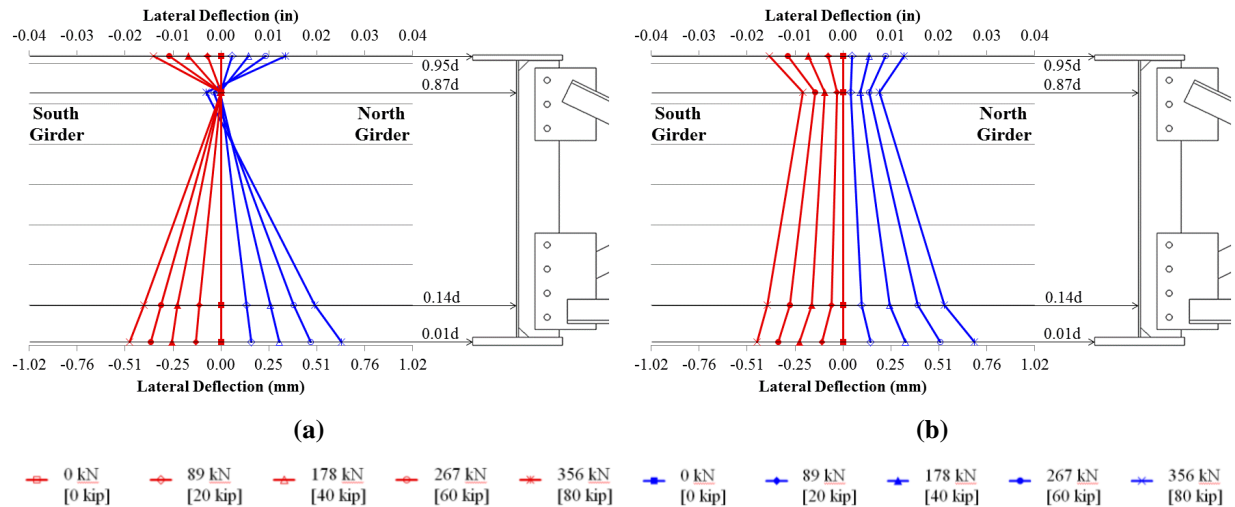 Lateral Deflection (in)
-0.04 -0.03 -0.02 -0.01 0.00 0.01 0.02 0.03 0.04
0.95d
0.87d
South
Girder
North
Girder
0.14d
0.01d
-1.02 -0.76 -0.51 -0.25 0.00 0.25 0.51 0.76 1.02
Lateral Deflection (mm)
(a)
Lateral Deflection (in)
-0.04 -0.03 -0.02 -0.01 0.00 0.01 0.02 0.03 0.04
0.95d
0.87d
South
Girder
North
Girder
0.14d
0.01d
-1.02 -0.76 -0.51 -0.25 0.00 0.25 0.51 0.76 1.02
Lateral Deflection (mm)
(b)
0 kN 89 kN 178 kN 267 kN 356 kN 0 kN 89 kN 178 kN 267 kN 356 kN
[0 kip] [20 kip] [40 kip] [60 kip] [80 kip] [0 kip] [20 kip] [40 kip] [60 kip] [80 kip]